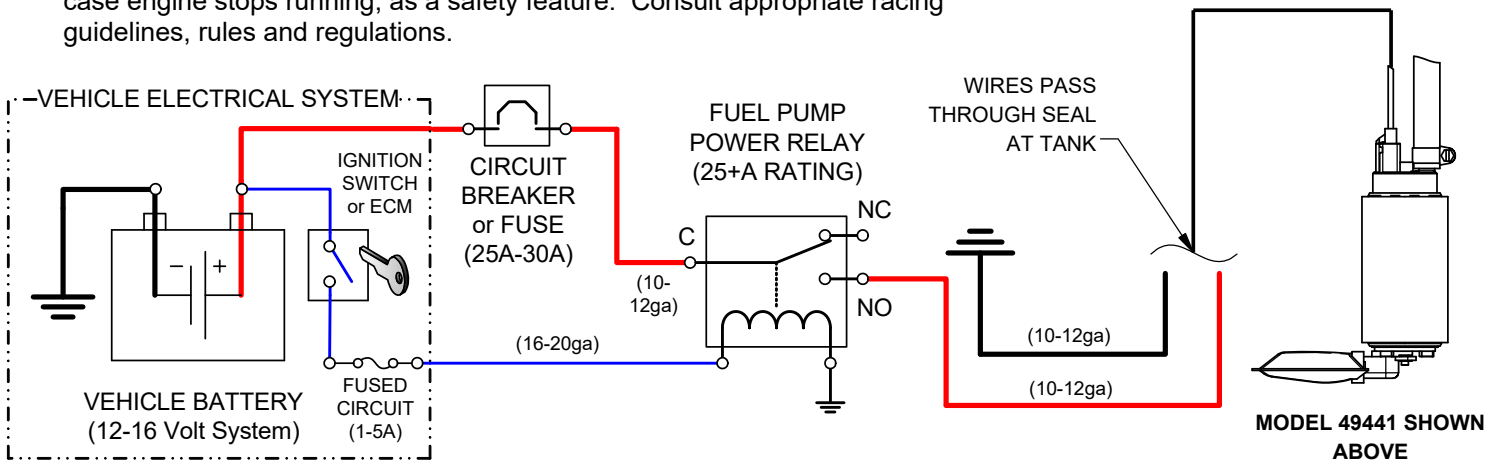 case engine stops running, as a safety feature. Consult appropriate racing
guidelines, rules and regulations.
VEHICLE ELECTRICAL SYSTEM
IGNITION
SWITCH
or ECM
CIRCUIT
BREAKER
or FUSE
(25A-30A)
FUEL PUMP
POWER RELAY
(25+A RATING)
WIRES PASS
THROUGH SEAL
AT TANK
− +
C
NC
NO
(10-
12ga)
(16-20ga)
(10-12ga)
(10-12ga)
FUSED
CIRCUIT
(1-5A)
VEHICLE BATTERY
(12-16 Volt System)
MODEL 49441 SHOWN
ABOVE